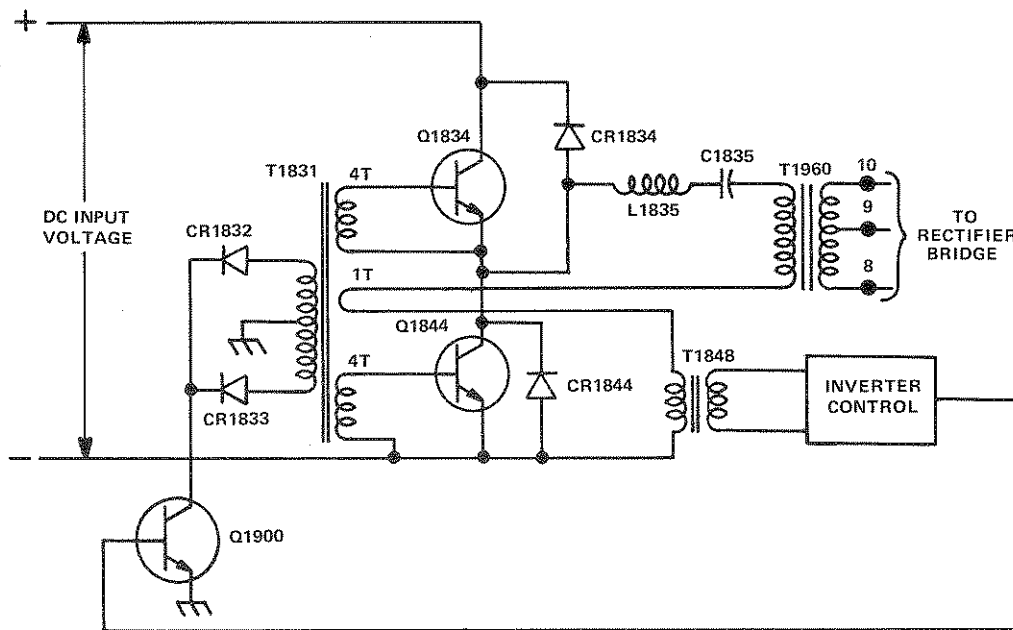 +
Q1834
CR1834
T1831
4T
C1835
T1960
10
L1835
9
DC INPUT
VOLTAGE
CR1832
TO
RECTIFIER
BRIDGE
8
1T
Q1844
4T
CR1844
T1848
INVERTER
CONTROL
CR1833
−
Q1900